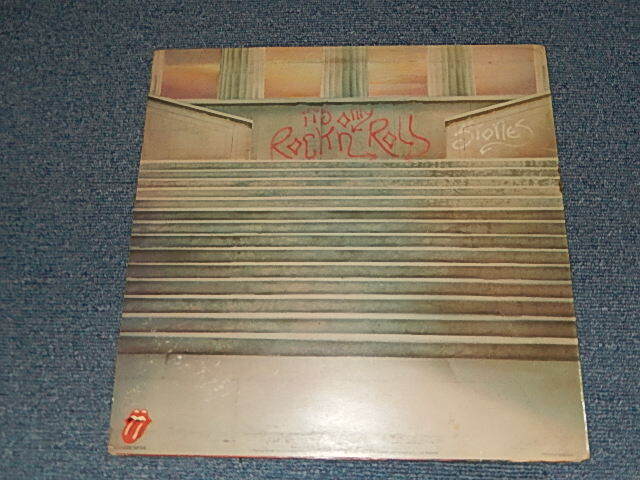 it's only
Rock'n Roll
Stones